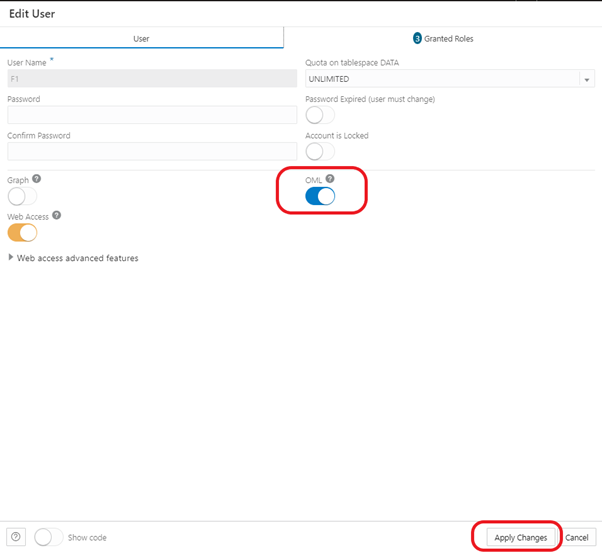 Edit User
User
3 Granted Roles
User Name *
Quota on tablespace DATA
F1
UNLIMITED
Password
Password Expired (user must change)
Confirm Password
Account is Locked
Graph ?
OML ?
Web Access ?
Web access advanced features
? Show code
Apply Changes Cancel